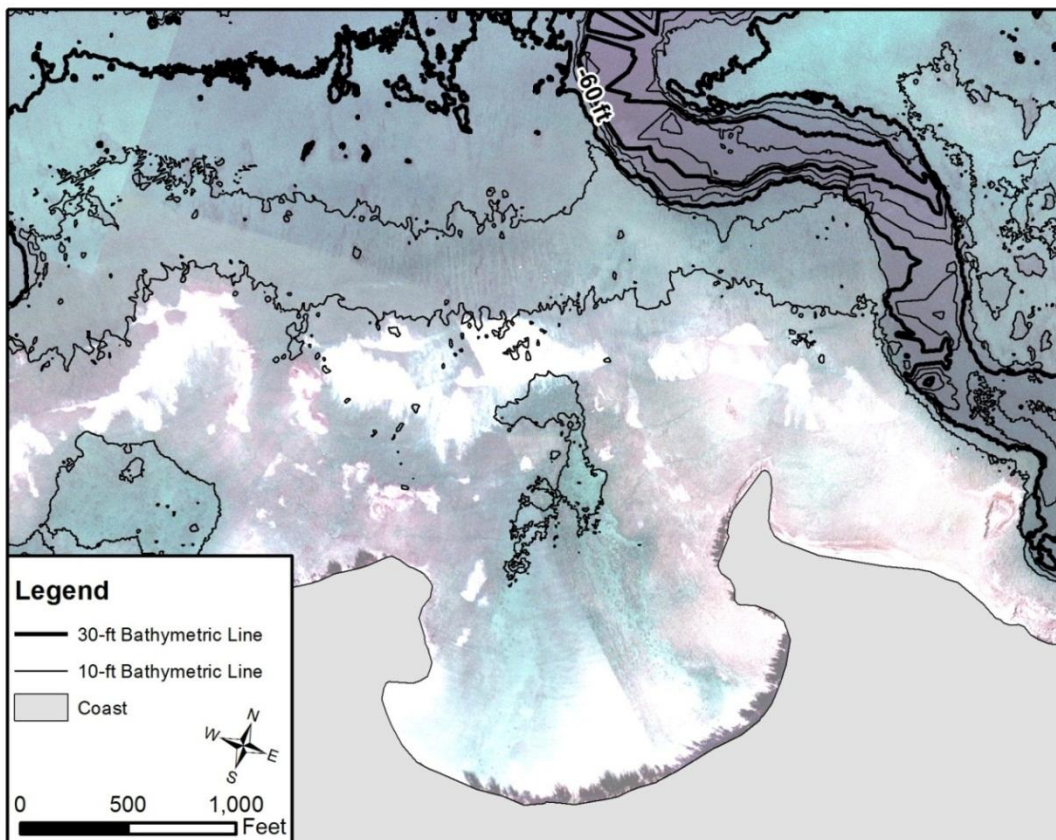 -60 ft
Legend
30-ft Bathymetric Line
10-ft Bathymetric Line
Coast
N
W
E
S
0 500 1,000
Feet